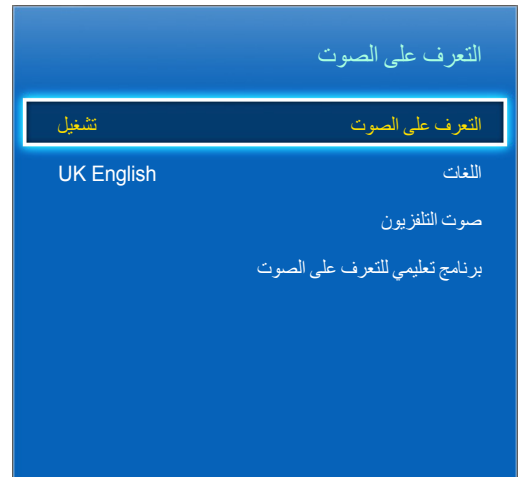 التعرف على الصوت
التعرف على الصوت تشغيل
اللغات UK English
صوت التلفزيون
برنامج تعليمي للتعرف على الصوت